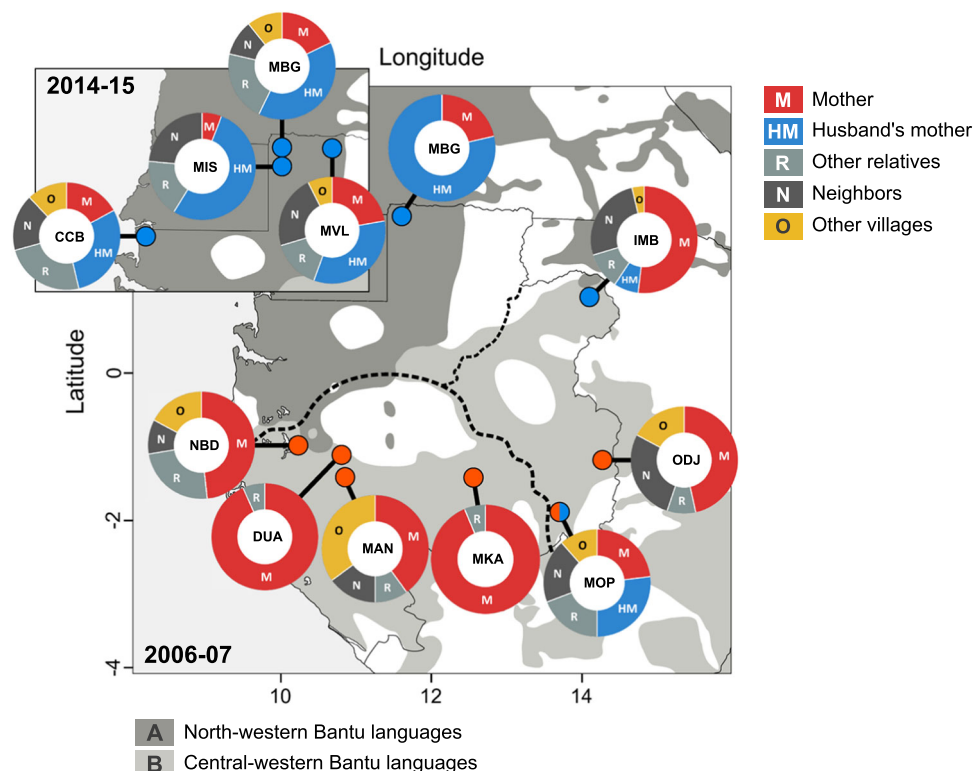 Longitude
2014-15
O
M
N
MBG
R
HM
M
N
MIS
HM
R
O
M
N
CCB
HM
R
O
M
N
MVL
R
HM
M
MBG
HM
O
N
IMB
M
R
HM
M Mother
HM Husband's mother
R Other relatives
N Neighbors
O Other villages
Latitude
0
-2
-4
O
N
NBD
M
R
R
DUA
M
O
MAN
M
N
R
R
MKA
M
O
M
N
MOP
R
HM
O
ODJ
M
N
R
2006-07
10
12
14
A North-western Bantu languages
B Central-western Bantu languages